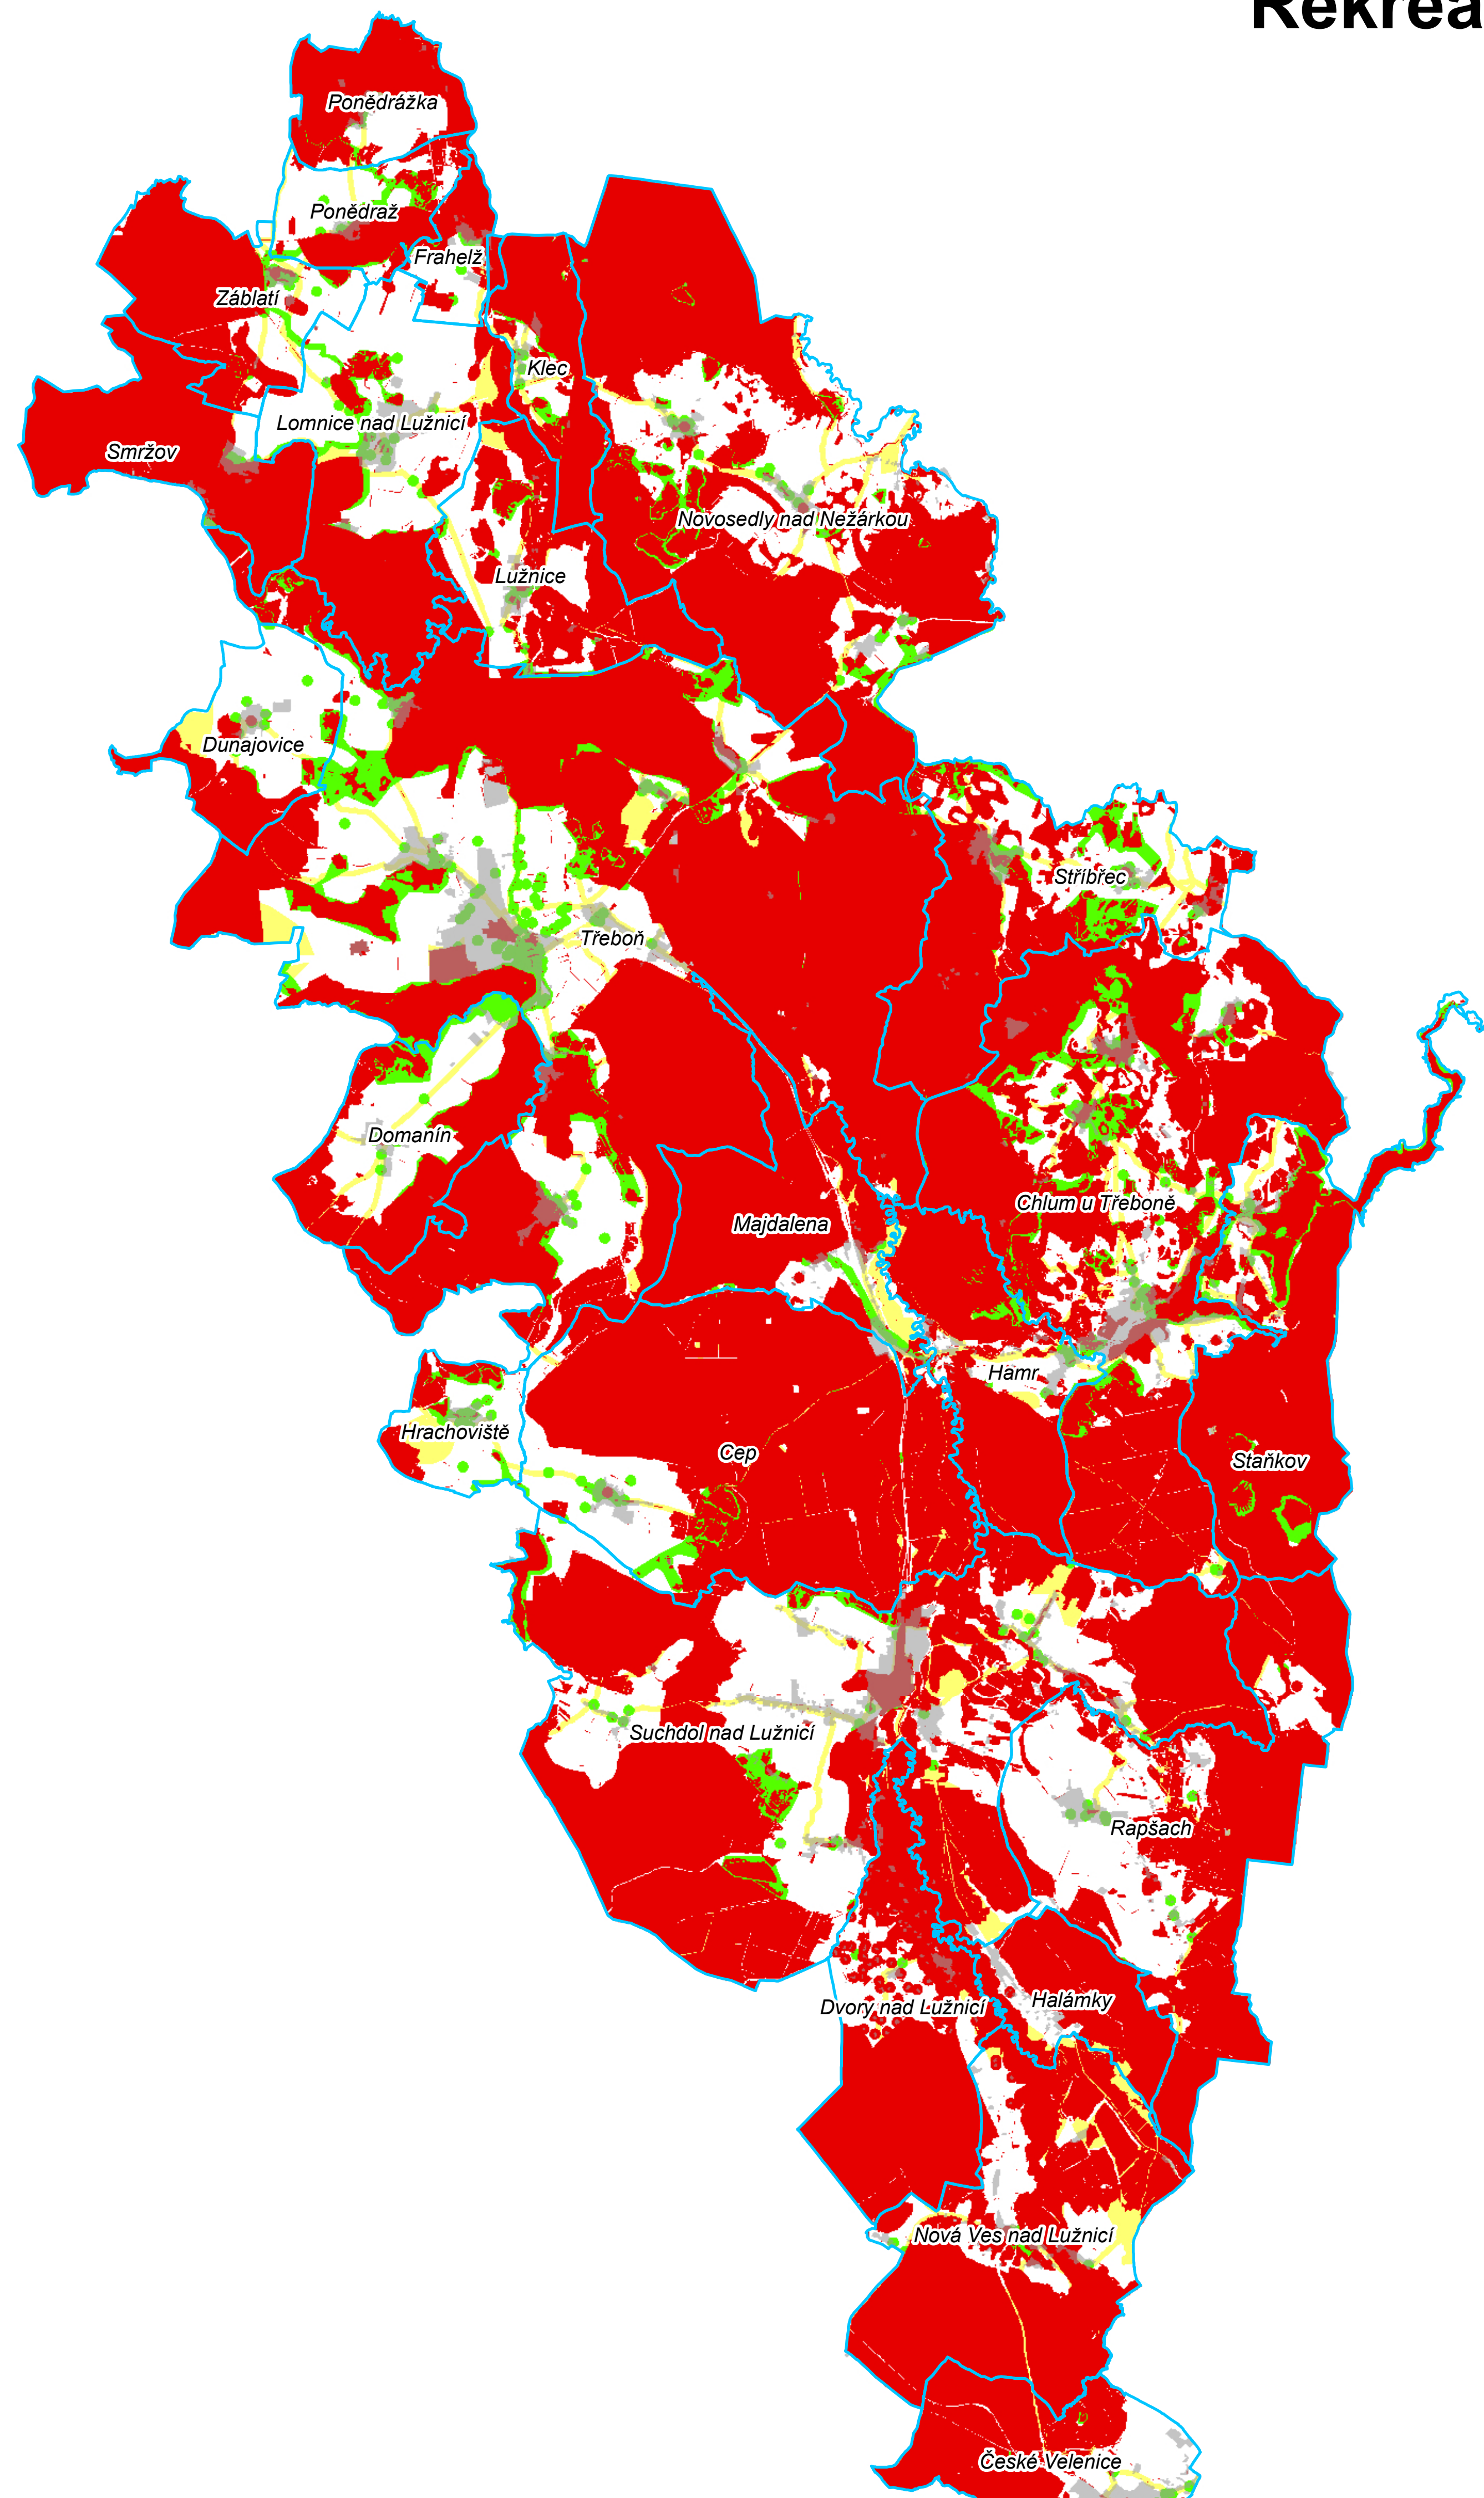 Rekrea
Ponědrážka
Ponědraž
Frahelž
Záblatí
Klec
Lomnice nad Lužnicí
Smržov
Novosedly nad Nežárkou
Lužnice
Dunajovice
Stříbřec
Třeboň
Domanín
Chlum u Třeboně
Majdalena
Hamr
Hrachoviště
Cep
Staňkov
Suchdol nad Lužnicí
Rapšach
Halámky
Dvory nad Lužnicí
Nová Ves nad Lužnicí
České Velenice